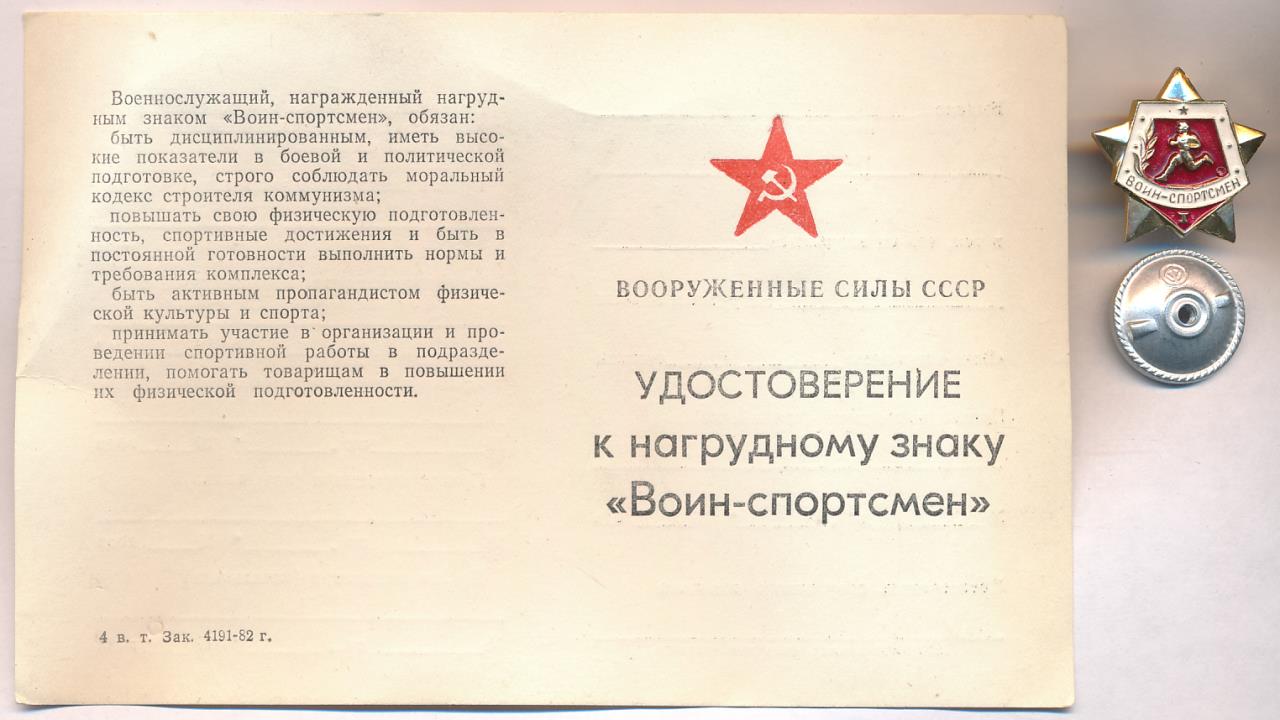 Военнослужащий, награжденный нагруд-
ным знаком «Воин-спортсмен», обязан:
быть дисциплинированным, иметь высо-
кие показатели в боевой и политической
подготовке, строго соблюдать моральный
кодекс строителя коммунизма;
повышать свою физическую подготовлен-
ность, спортивные достижения и быть в
постоянной готовности выполнить нормы и
требования комплекса;
быть активным пропагандистом физиче-
ской культуры и спорта;
принимать участие в организации и про-
ведении спортивной работы в подразде-
лении, помогать товарищам в повышении
их физической подготовленности.
4 в. т. Зак. 4191-82 г.
ВООРУЖЕННЫЕ СИЛЫ СССР
УДОСТОВЕРЕНИЕ
к нагрудному знаку
«Воин-спортсмен»
ВОИН-СПОРТСМЕН
I